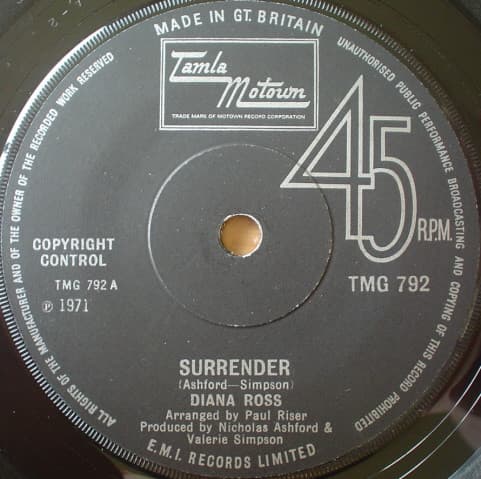 MADE IN GT. BRITAIN
UNAUTHORISED PUBLIC PERFORMANCE BROADCASTING AND COPYING OF THIS RECORD PROHIBITED
ALL RIGHTS OF THE MANUFACTURER AND OF THE OWNER OF THE RECORDED WORK RESERVED
Tamla
Motown
TRADE MARK OF MOTOWN RECORD CORPORATION
45 R.P.M.
COPYRIGHT
CONTROL
TMG 792 A
℗ 1971
TMG 792
SURRENDER
(Ashford—Simpson)
DIANA ROSS
Arranged by Paul Riser
Produced by Nicholas Ashford &
Valerie Simpson
E.M.I. RECORDS LIMITED